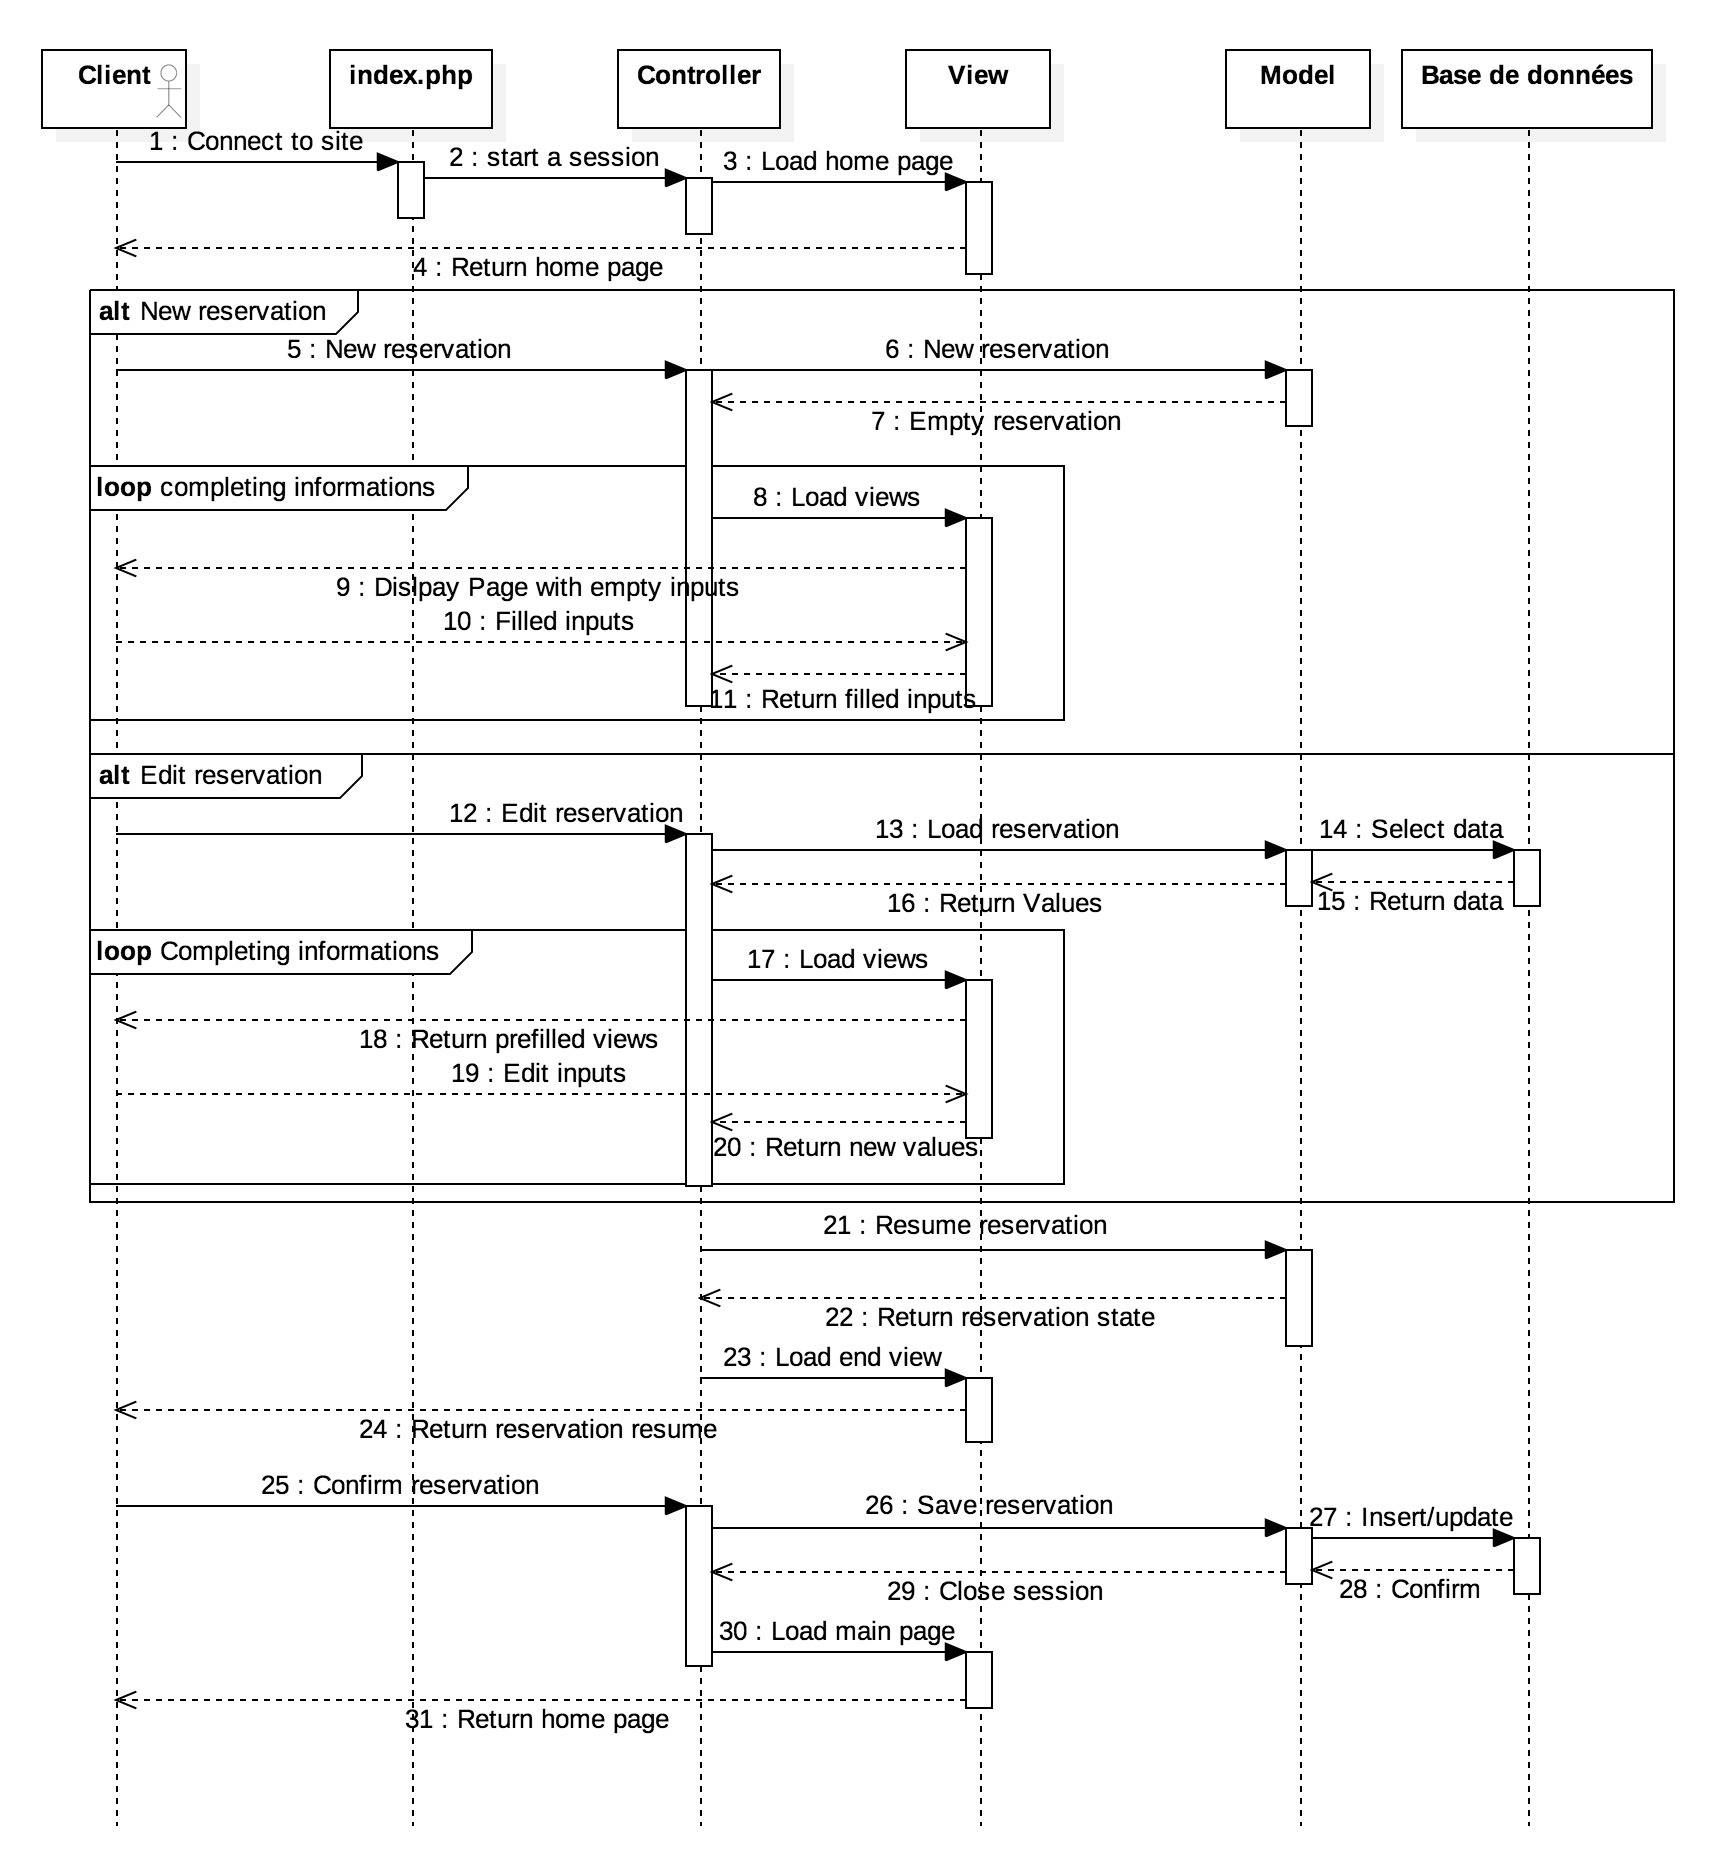 Client
index.php
Controller
View
Model
Base de données
1 : Connect to site
2 : start a session
3 : Load home page
4 : Return home page
alt New reservation
5 : New reservation
6 : New reservation
7 : Empty reservation
loop completing informations
8 : Load views
9 : Dislpay Page with empty inputs
10 : Filled inputs
11 : Return filled inputs
alt Edit reservation
12 : Edit reservation
13 : Load reservation
14 : Select data
15 : Return data
16 : Return Values
loop Completing informations
17 : Load views
18 : Return prefilled views
19 : Edit inputs
20 : Return new values
21 : Resume reservation
22 : Return reservation state
23 : Load end view
24 : Return reservation resume
25 : Confirm reservation
26 : Save reservation
27 : Insert/update
28 : Confirm
29 : Close session
30 : Load main page
31 : Return home page